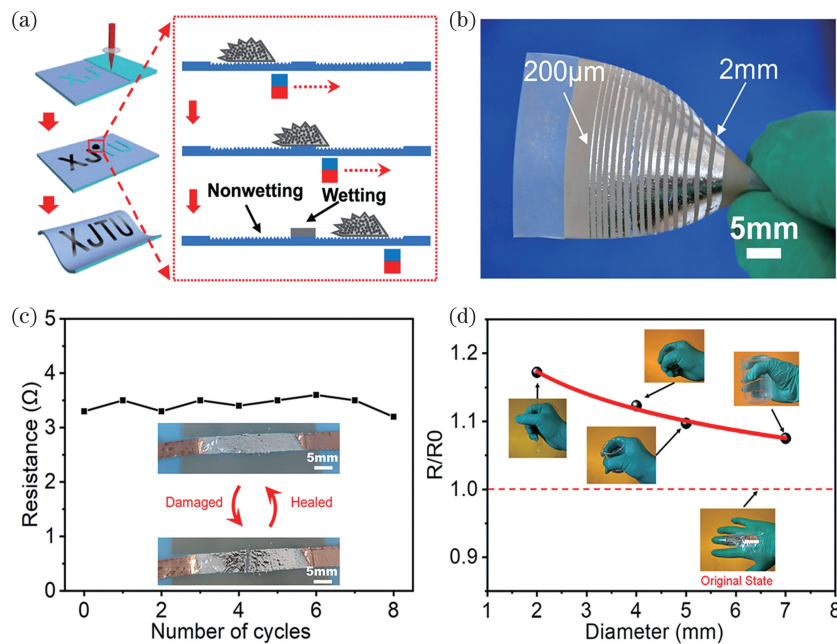 (a)
XJTU
XJTU
XJTU
Nonwetting
Wetting
(b)
200μm
2mm
5mm
(c)
Resistance (Ω)
5
4
3
2
1
0
5mm
Damaged
Healed
5mm
0 2 4 6 8
Number of cycles
(d)
R/R0
1.2
1.1
1.0
0.9
Original State
1 2 3 4 5 6 7 8
Diameter (mm)